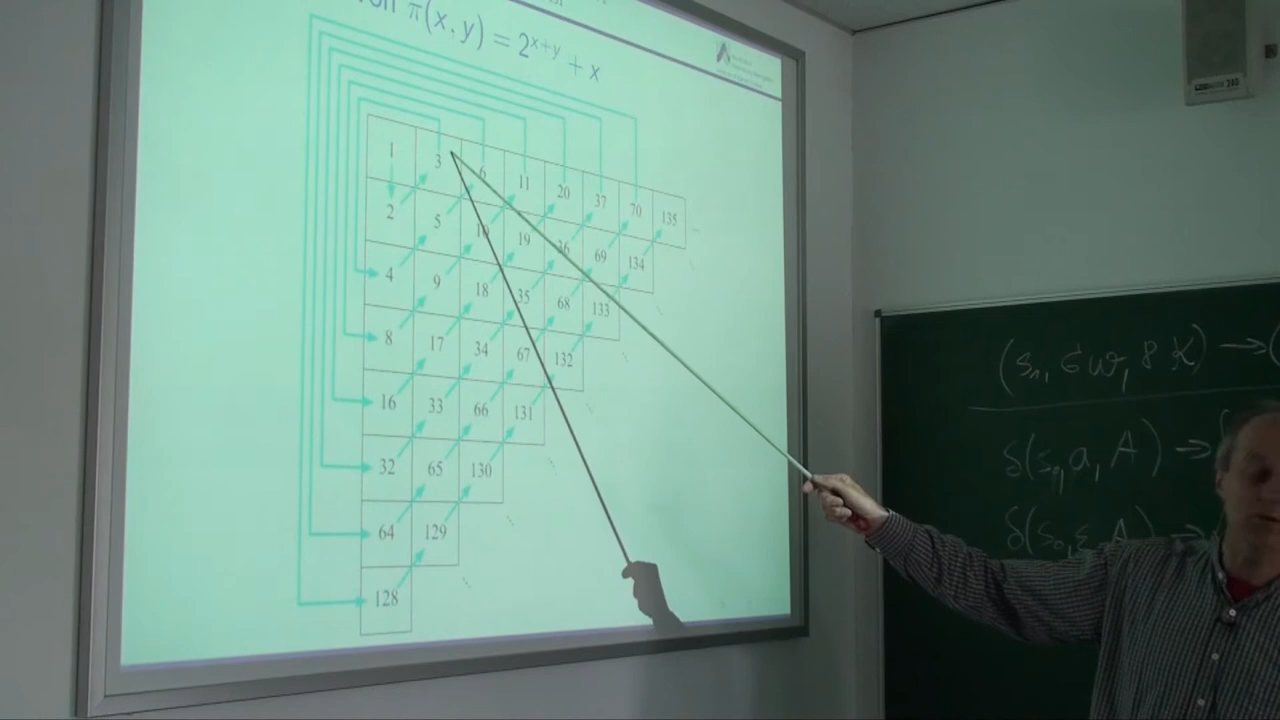 π(x, y) = 2^{x+y} + x
1 3 6 11 20 37 70 135
2 5 10 19 36 69 134
4 9 18 35 68 133
8 17 34 67 132
16 33 66 131
32 65 130
64 129
128
(s₁, εw, 8 K) →(
δ(s₀, a, A) →
δ(s₀, ε, A)